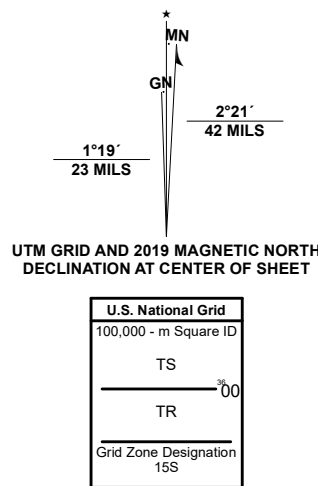 ★
MN
GN
2°21´
42 MILS
1°19´
23 MILS
UTM GRID AND 2019 MAGNETIC NORTH
DECLINATION AT CENTER OF SHEET
U.S. National Grid
100,000 - m Square ID
TS
3600
TR
Grid Zone Designation
15S